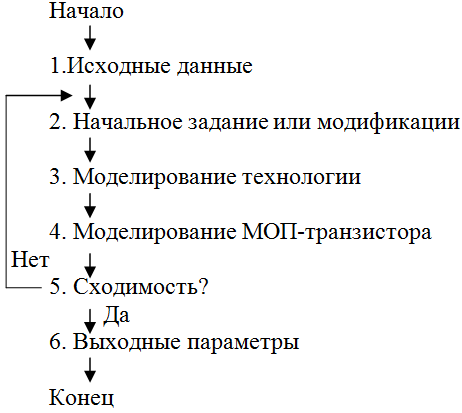 Начало
1.Исходные данные
2. Начальное задание или модификации
3. Моделирование технологии
4. Моделирование МОП-транзистора
Нет
5. Сходимость?
Да
6. Выходные параметры
Конец